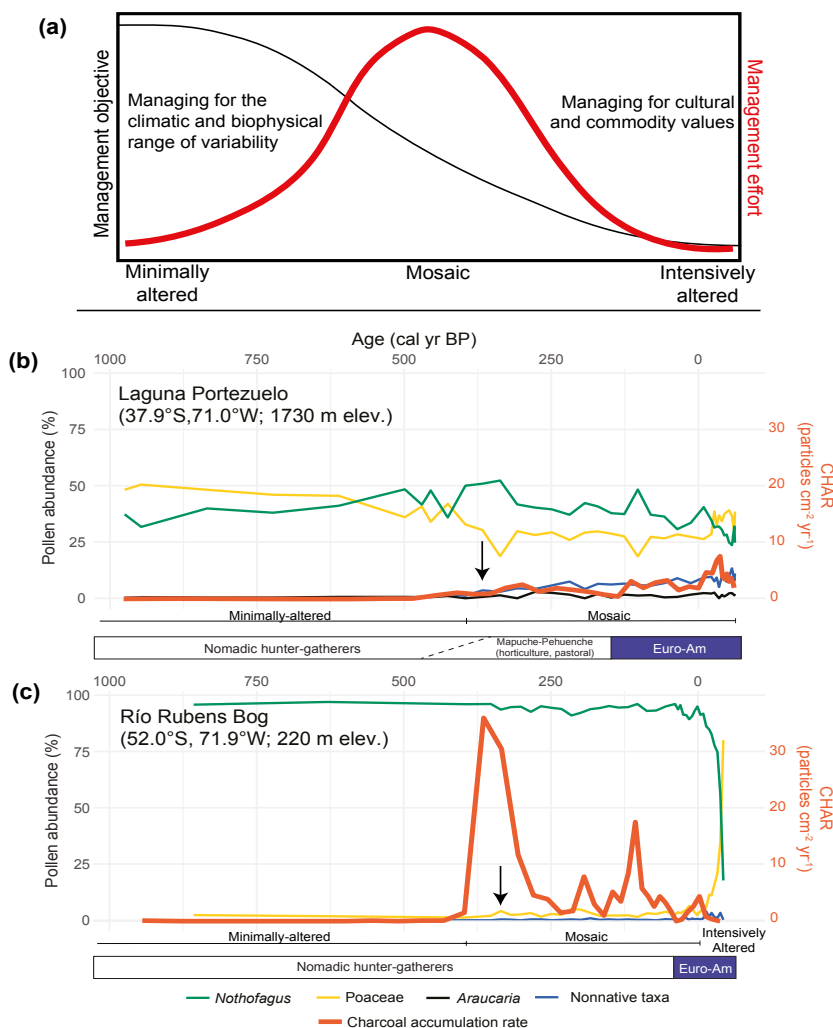 (a)
Management objective
Managing for the
climatic and biophysical
range of variability
Managing for cultural
and commodity values
Management effort
Minimally
altered
Mosaic
Intensively
altered
Age (cal yr BP)
(b)
1000 750 500 250 0
100
75
50
25
0
Pollen abundance (%)
Laguna Portezuelo
(37.9°S,71.0°W; 1730 m elev.)
30
20
10
0
CHAR
(particles cm-2 yr-1)
Minimally-altered
Mosaic
Nomadic hunter-gatherers
Mapuche-Pehuenche
(horticulture, pastoral)
Euro-Am
(c)
1000 750 500 250 0
100
75
50
25
0
Pollen abundance (%)
Río Rubens Bog
(52.0°S, 71.9°W; 220 m elev.)
30
20
10
0
CHAR
(particles cm-2 yr-1)
Minimally-altered
Mosaic
Intensively
Altered
Nomadic hunter-gatherers
Euro-Am
Nothofagus Poaceae Araucaria Nonnative taxa
Charcoal accumulation rate